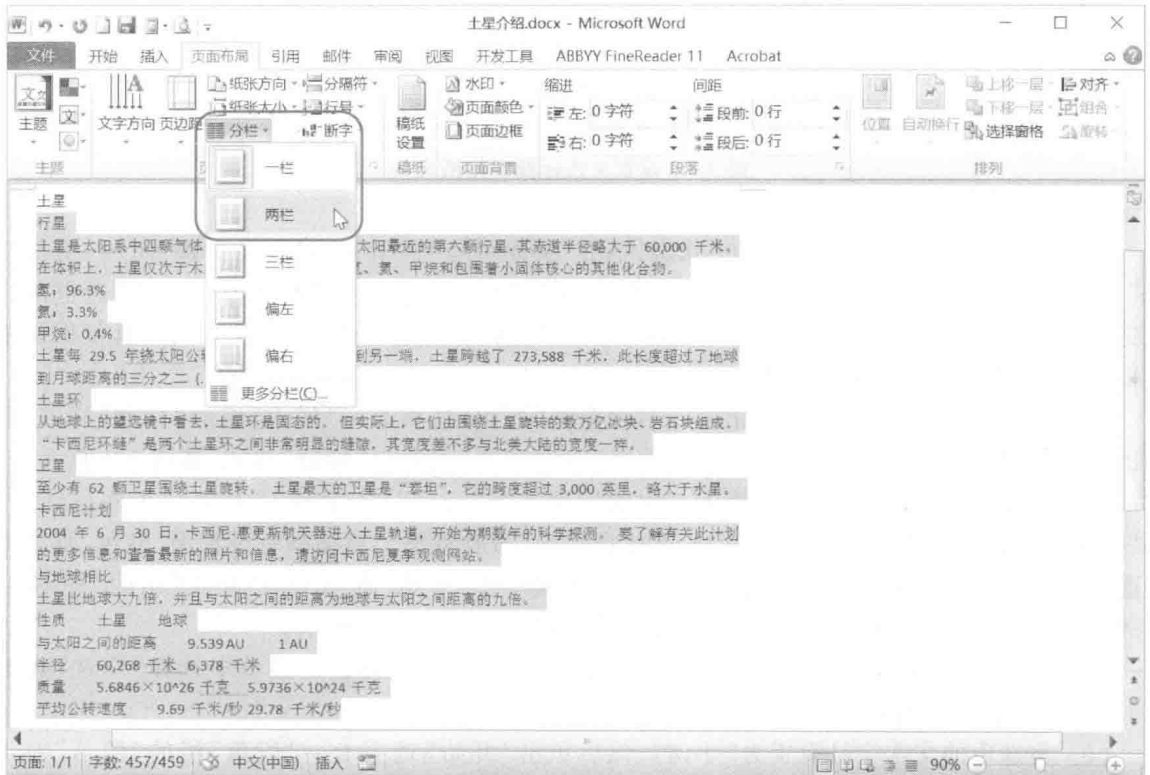 土星介绍.docx - Microsoft Word
文件 开始 插入 页面布局 引用 邮件 审阅 视图 开发工具 ABBYY FineReader 11 Acrobat
纸张方向 分隔符 水印 缩进 间距 上移一层 对齐
主题 文字方向 页边距 纸张大小 行号 稿纸设置 页面颜色 左: 0 字符 段前: 0 行 位置 自动换行 下移一层 组合
分栏 断字 页面边框 右: 0 字符 段后: 0 行 选择窗格 旋转
主题 稿纸 页面背景 段落 排列
一栏
两栏
三栏
偏左
偏右
更多分栏(C)...
土星
行星
土星是太阳系中四颗气体 太阳最近的第六颗行星.其赤道半径略大于 60,000 千米。
在体积上，土星仅次于木 、氦、甲烷和包围着小固体核心的其他化合物。
氢：96.3%
氦：3.3%
甲烷：0.4%
土星每 29.5 年绕太阳公转 到另一端，土星跨越了 273,588 千米，此长度超过了地球
到月球距离的三分之二 (.
土星环
从地球上的望远镜中看去，土星环是固态的。但实际上，它们由围绕土星旋转的数万亿冰块、岩石块组成。
“卡西尼环缝”是两个土星环之间非常明显的缝隙，其宽度差不多与北美大陆的宽度一样。
卫星
至少有 62 颗卫星围绕土星旋转。 土星最大的卫星是“泰坦”，它的跨度超过 3,000 英里，略大于水星。
卡西尼计划
2004 年 6 月 30 日，卡西尼·惠更斯航天器进入土星轨道，开始为期数年的科学探测。 要了解有关此计划
的更多信息和查看最新的照片和信息，请访问卡西尼夏季观测网站。
与地球相比
土星比地球大九倍，并且与太阳之间的距离为地球与太阳之间距离的九倍。
性质 土星 地球
与太阳之间的距离 9.539 AU 1 AU
半径 60,268 千米 6,378 千米
质量 5.6846×10^26 千克 5.9736×10^24 千克
平均公转速度 9.69 千米/秒 29.78 千米/秒
页面: 1/1 字数: 457/459 中文(中国) 插入 90%